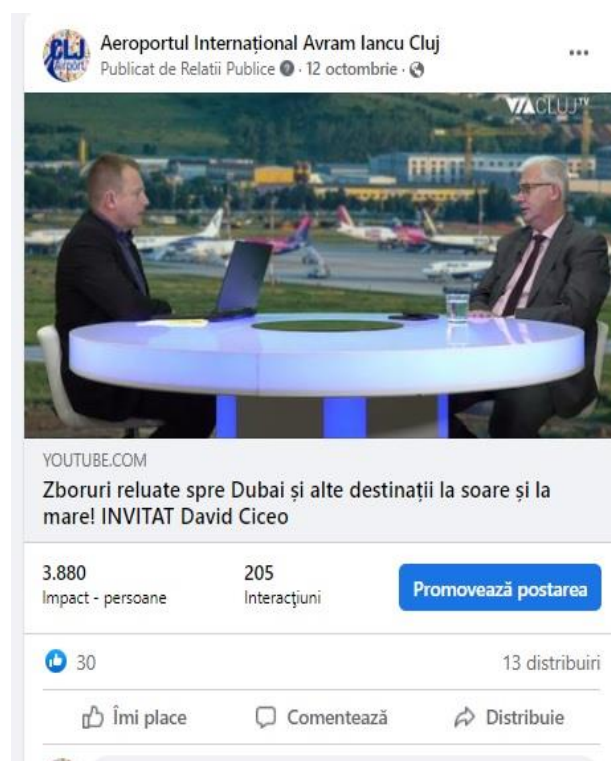 CLJ
Airport
Aeroportul Internațional Avram Iancu Cluj
Publicat de Relatii Publice · 12 octombrie ·
VIACLUJ TV
YOUTUBE.COM
Zboruri reluate spre Dubai și alte destinații la soare și la
mare! INVITAT David Ciceo
3.880
Impact - persoane
205
Interacțiuni
Promovează postarea
30
13 distribuiri
Îmi place
Comentează
Distribuie